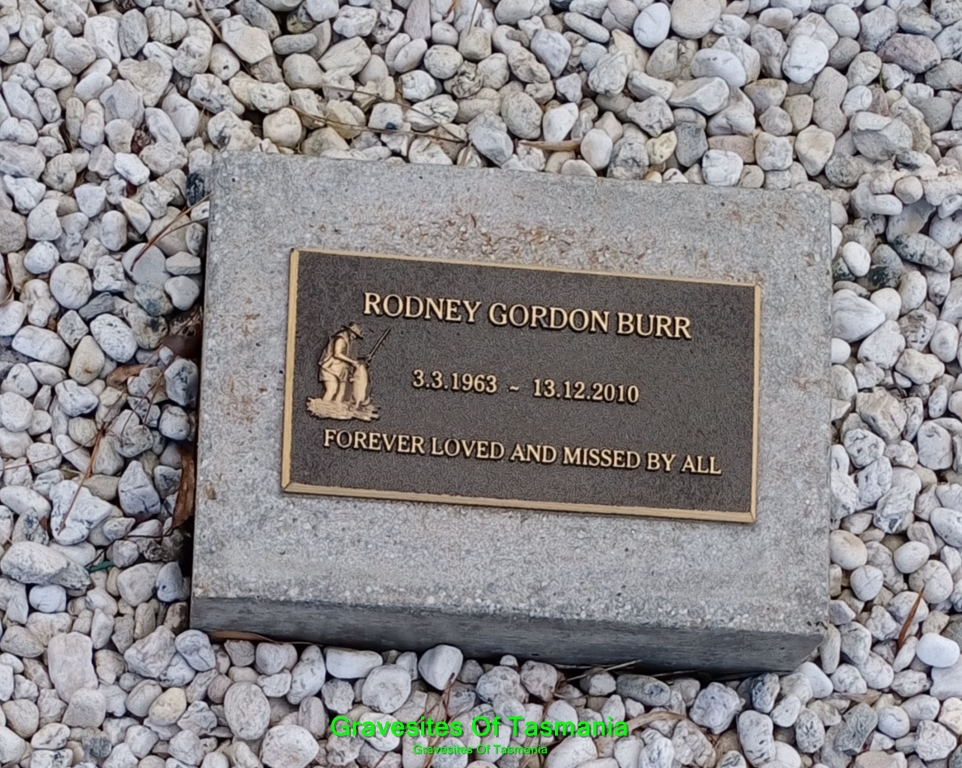 RODNEY GORDON BURR
3.3.1963 ~ 13.12.2010
FOREVER LOVED AND MISSED BY ALL
Gravesites Of Tasmania
Gravesites Of Tasmania